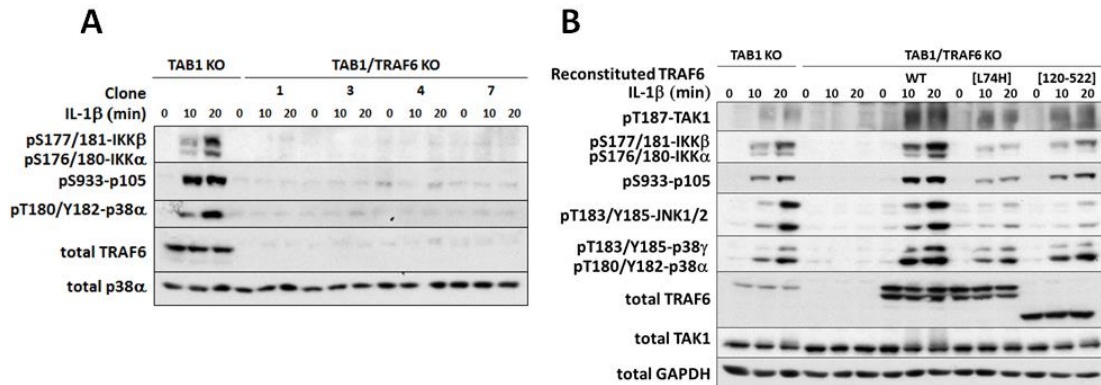 A
TAB1 KO TAB1/TRAF6 KO
Clone 1 3 4 7
IL-1β (min) 0 10 20 0 10 20 0 10 20 0 10 20 0 10 20
pS177/181-IKKβ
pS176/180-IKKα
pS933-p105
pT180/Y182-p38α
total TRAF6
total p38α
B
TAB1 KO TAB1/TRAF6 KO
Reconstituted TRAF6 WT [L74H] [120-522]
IL-1β (min) 0 10 20 0 10 20 0 10 20 0 10 20 0 10 20
pT187-TAK1
pS177/181-IKKβ
pS176/180-IKKα
pS933-p105
pT183/Y185-JNK1/2
pT183/Y185-p38γ
pT180/Y182-p38α
total TRAF6
total TAK1
total GAPDH